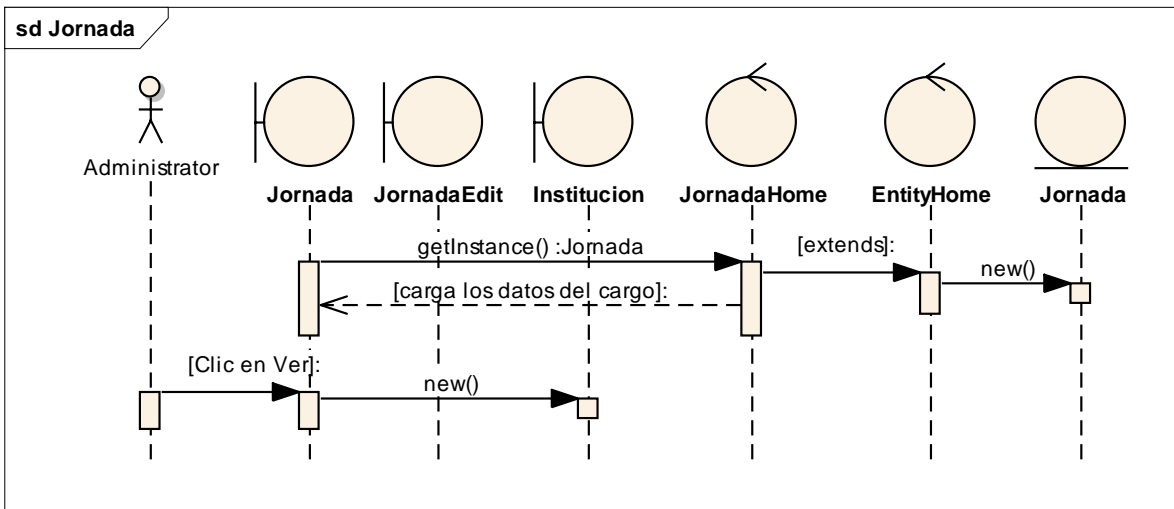 sd Jornada
Administrator
Jornada
JornadaEdit
Institucion
JornadaHome
EntityHome
Jornada
getInstance() :Jornada
[extends]:
new()
[carga los datos del cargo]:
[Clic en Ver]:
new()